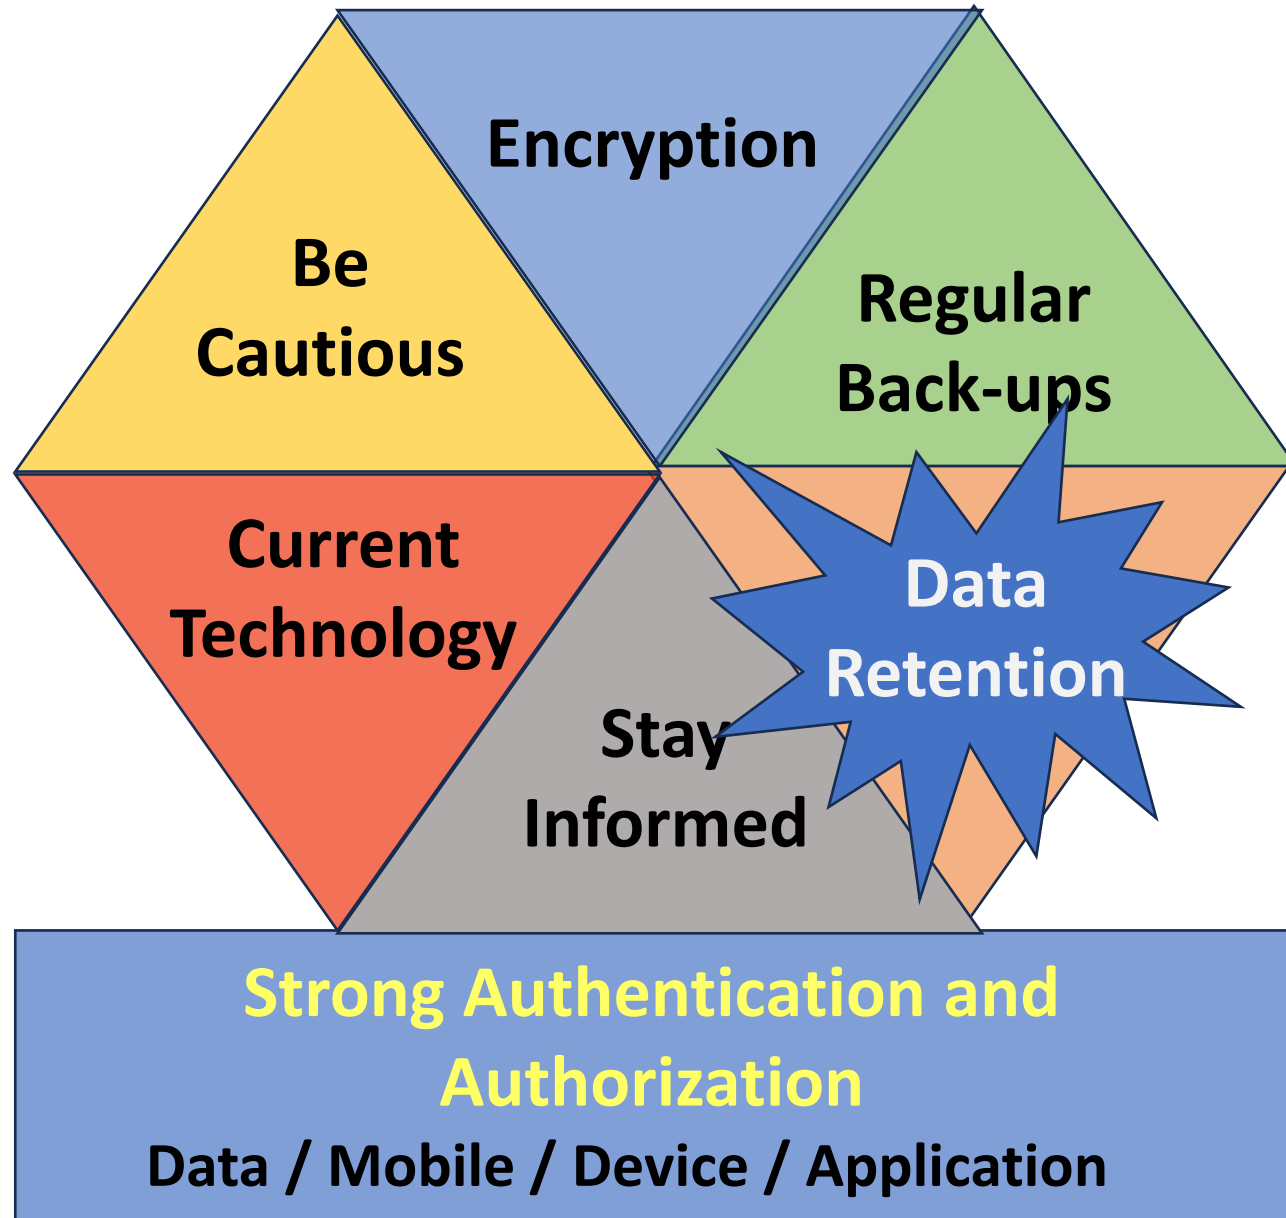 Encryption
Be
Cautious
Regular
Back-ups
Current
Technology
Data
Retention
Stay
Informed
Strong Authentication and
Authorization
Data / Mobile / Device / Application